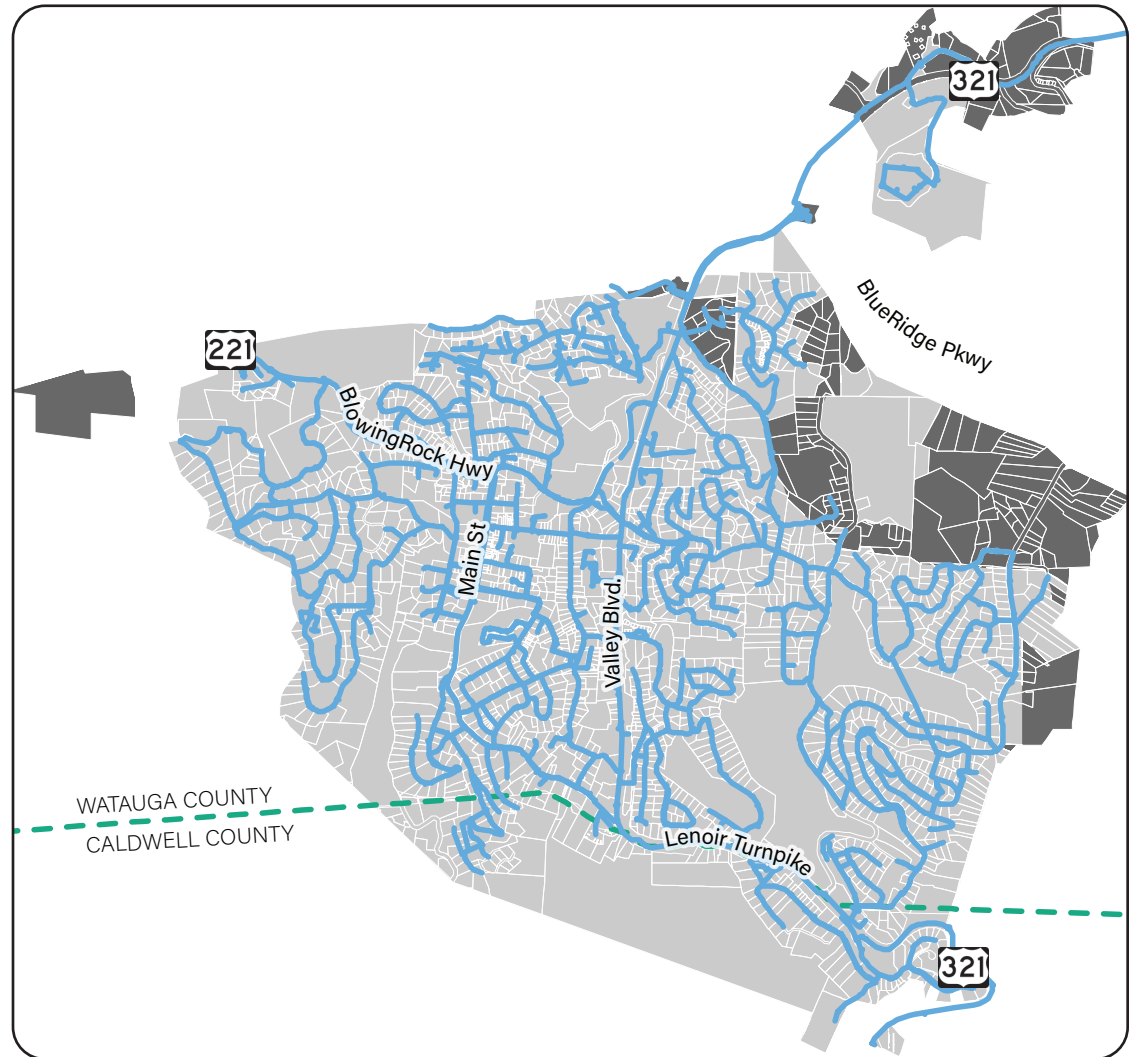 321
BlueRidge Pkwy
221
BlowingRock Hwy
Main St
Valley Blvd.
WATAUGA COUNTY
CALDWELL COUNTY
Lenoir Turnpike
321